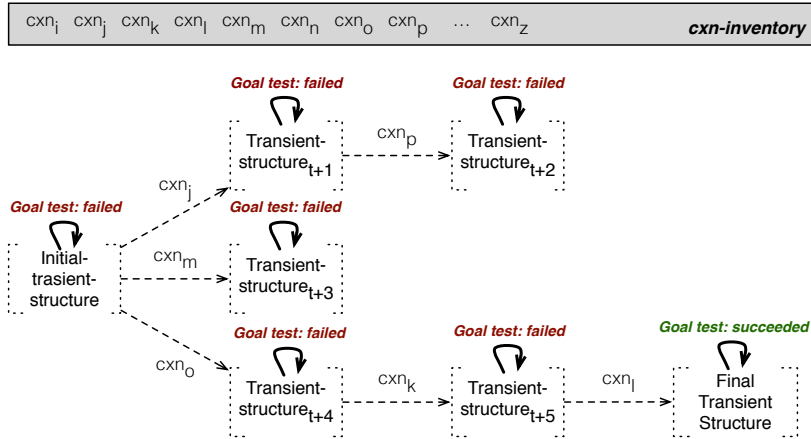 cxn_i cxn_j cxn_k cxn_l cxn_m cxn_n cxn_o cxn_p ... cxn_z cxn-inventory
Goal test: failed
Goal test: failed
Transient-
structure_t+1
cxn_p
Transient-
structure_t+2
cxn_j
Goal test: failed
Goal test: failed
Initial-
trasient-
structure
cxn_m
Transient-
structure_t+3
Goal test: failed
Goal test: failed
Goal test: succeeded
cxn_o
Transient-
structure_t+4
cxn_k
Transient-
structure_t+5
cxn_l
Final
Transient
Structure